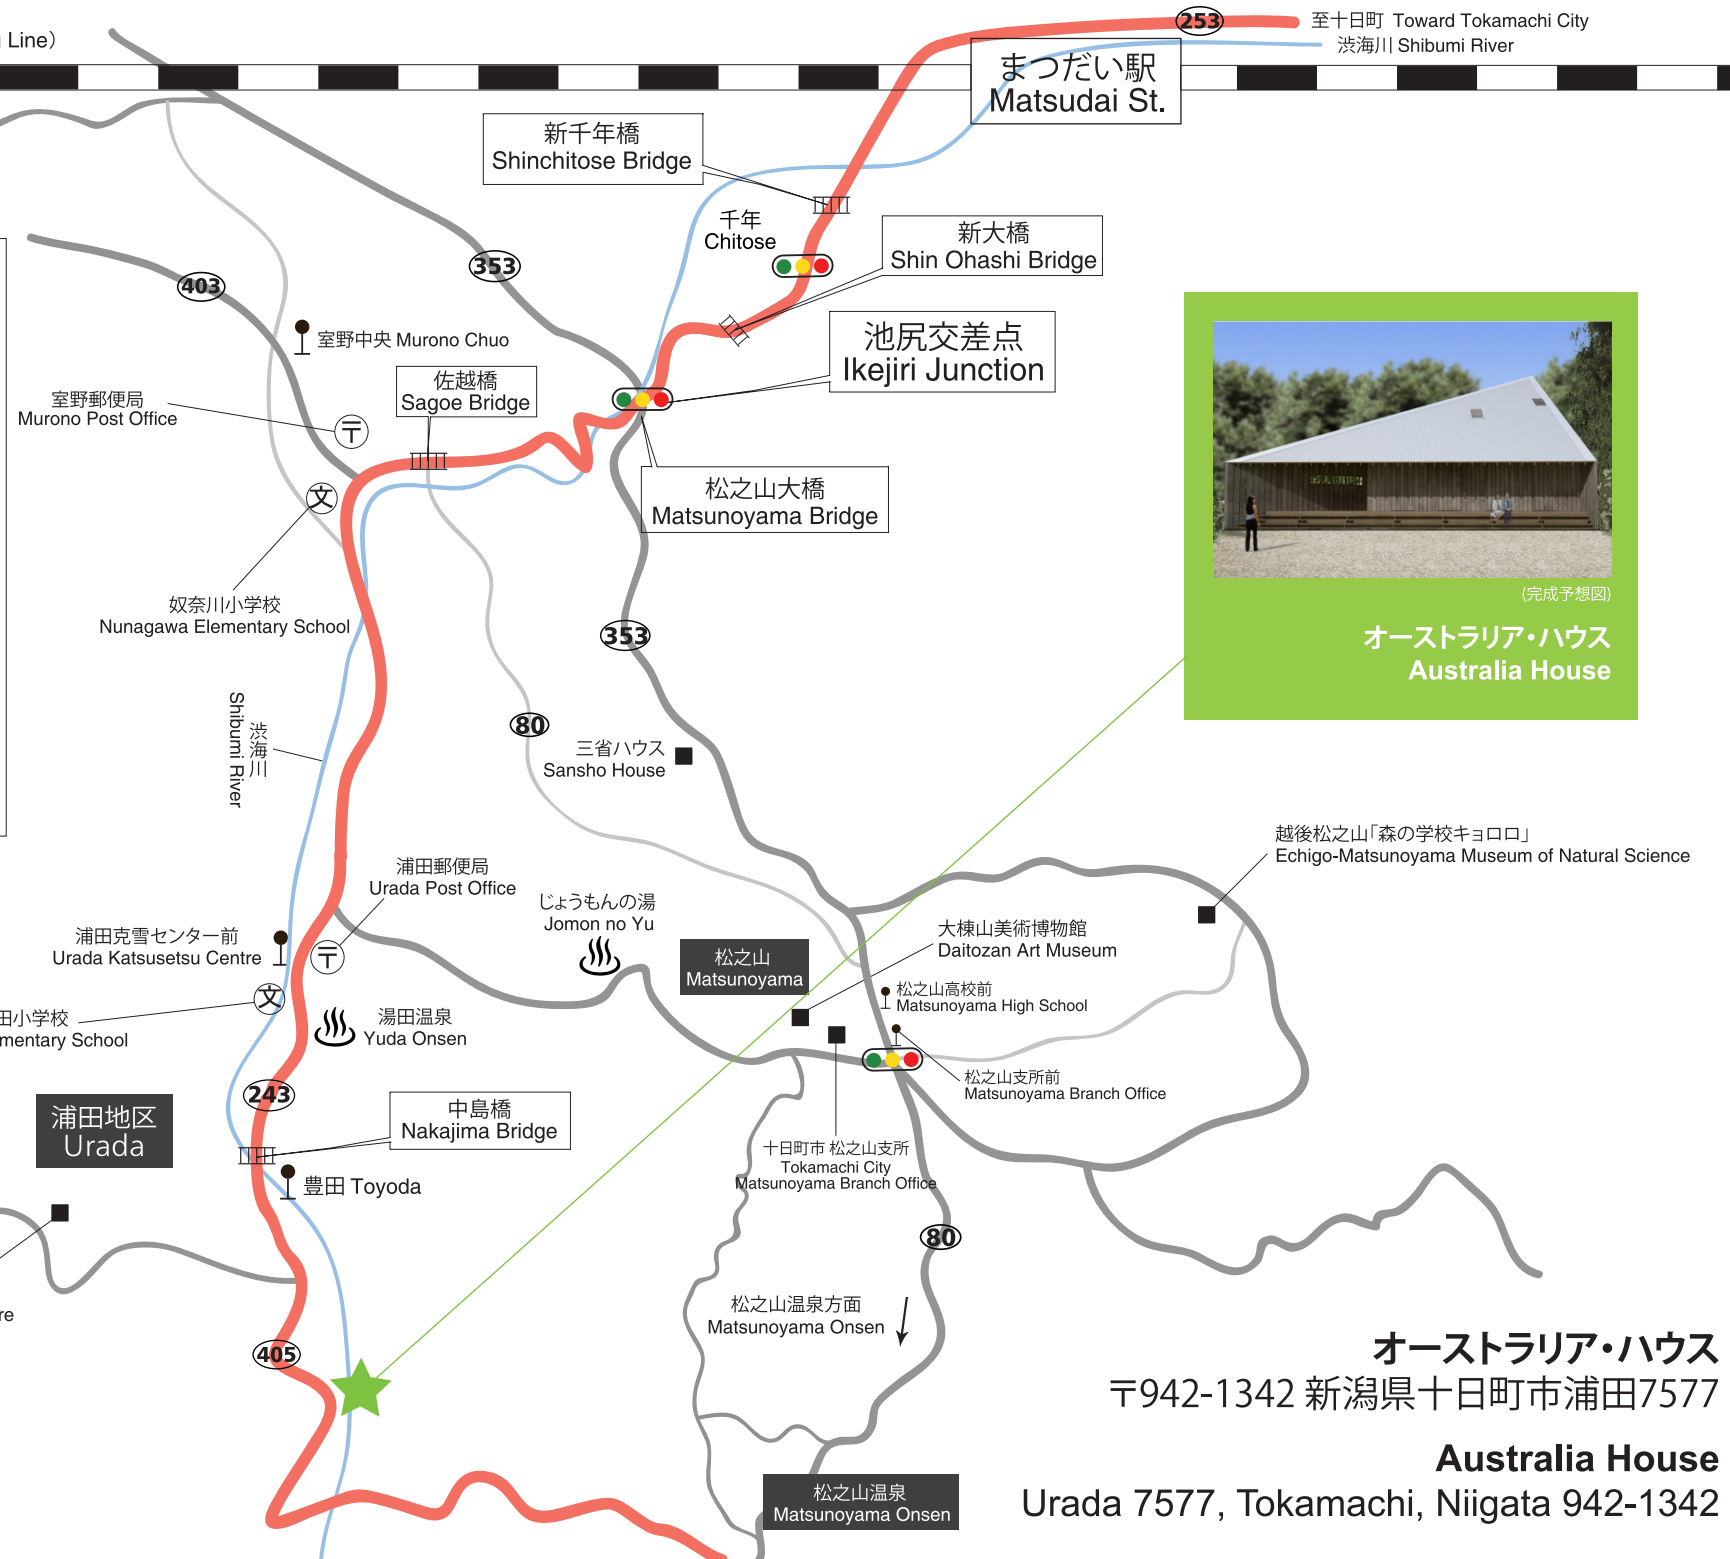 Line）
253
至十日町 Toward Tokamachi City
渋海川 Shibumi River
まつだい駅
Matsudai St.
新千年橋
Shinchitose Bridge
千年
Chitose
新大橋
Shin Ohashi Bridge
353
403
室野中央 Murono Chuo
池尻交差点
Ikejiri Junction
佐越橋
Sagoe Bridge
室野郵便局
Murono Post Office
〒
文
松之山大橋
Matsunoyama Bridge
奴奈川小学校
Nunagawa Elementary School
353
(完成予想図)
オーストラリア・ハウス
Australia House
渋海川
Shibumi River
80
三省ハウス
Sansho House
越後松之山「森の学校キョロロ」
Echigo-Matsunoyama Museum of Natural Science
浦田郵便局
Urada Post Office
じょうもんの湯
Jomon no Yu
浦田克雪センター前
Urada Katsusetsu Centre
〒
松之山
Matsunoyama
大棟山美術博物館
Daitozan Art Museum
文
松之山高校前
Matsunoyama High School
田小学校
mentary School
湯田温泉
Yuda Onsen
松之山支所前
Matsunoyama Branch Office
243
浦田地区
Urada
中島橋
Nakajima Bridge
十日町市 松之山支所
Tokamachi City
Matsunoyama Branch Office
豊田 Toyoda
80
re
松之山温泉方面
Matsunoyama Onsen
405
オーストラリア・ハウス
〒942-1342 新潟県十日町市浦田7577
Australia House
Urada 7577, Tokamachi, Niigata 942-1342
松之山温泉
Matsunoyama Onsen